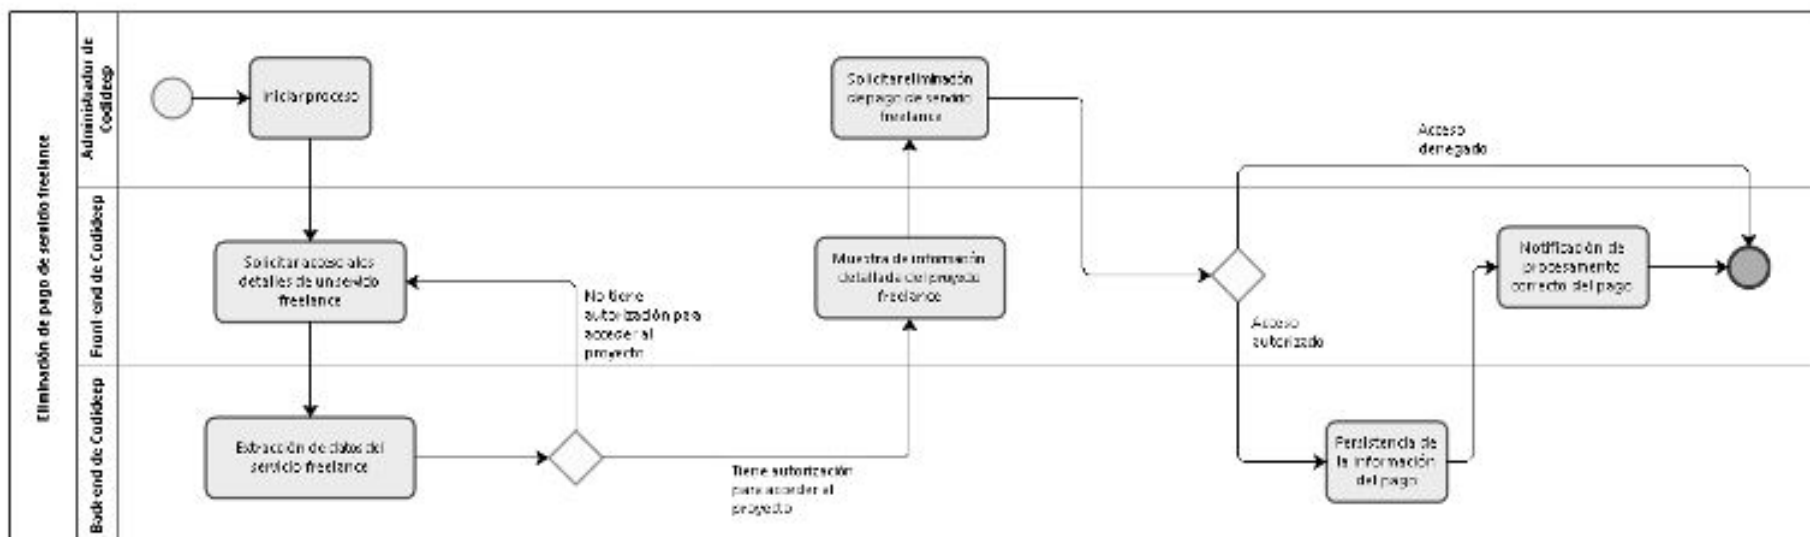 Eliminación de pago de servicio freelance
Administrador de
Codideep
Front-end de Codideep
Back-end de Codideep
Iniciar proceso
Solicitar acceso a los
detalles de un servicio
freelance
Extracción de datos del
servicio freelance
No tiene
autorización para
acceder al
proyecto
Tiene autorización
para acceder al
proyecto
Muestra de información
detallada del proyecto
freelance
Solicitar eliminación
de pago de servicio
freelance
Acceso
denegado
Acceso
autorizado
Persistencia de
la información
del pago
Notificación de
procesamento
correcto del pago